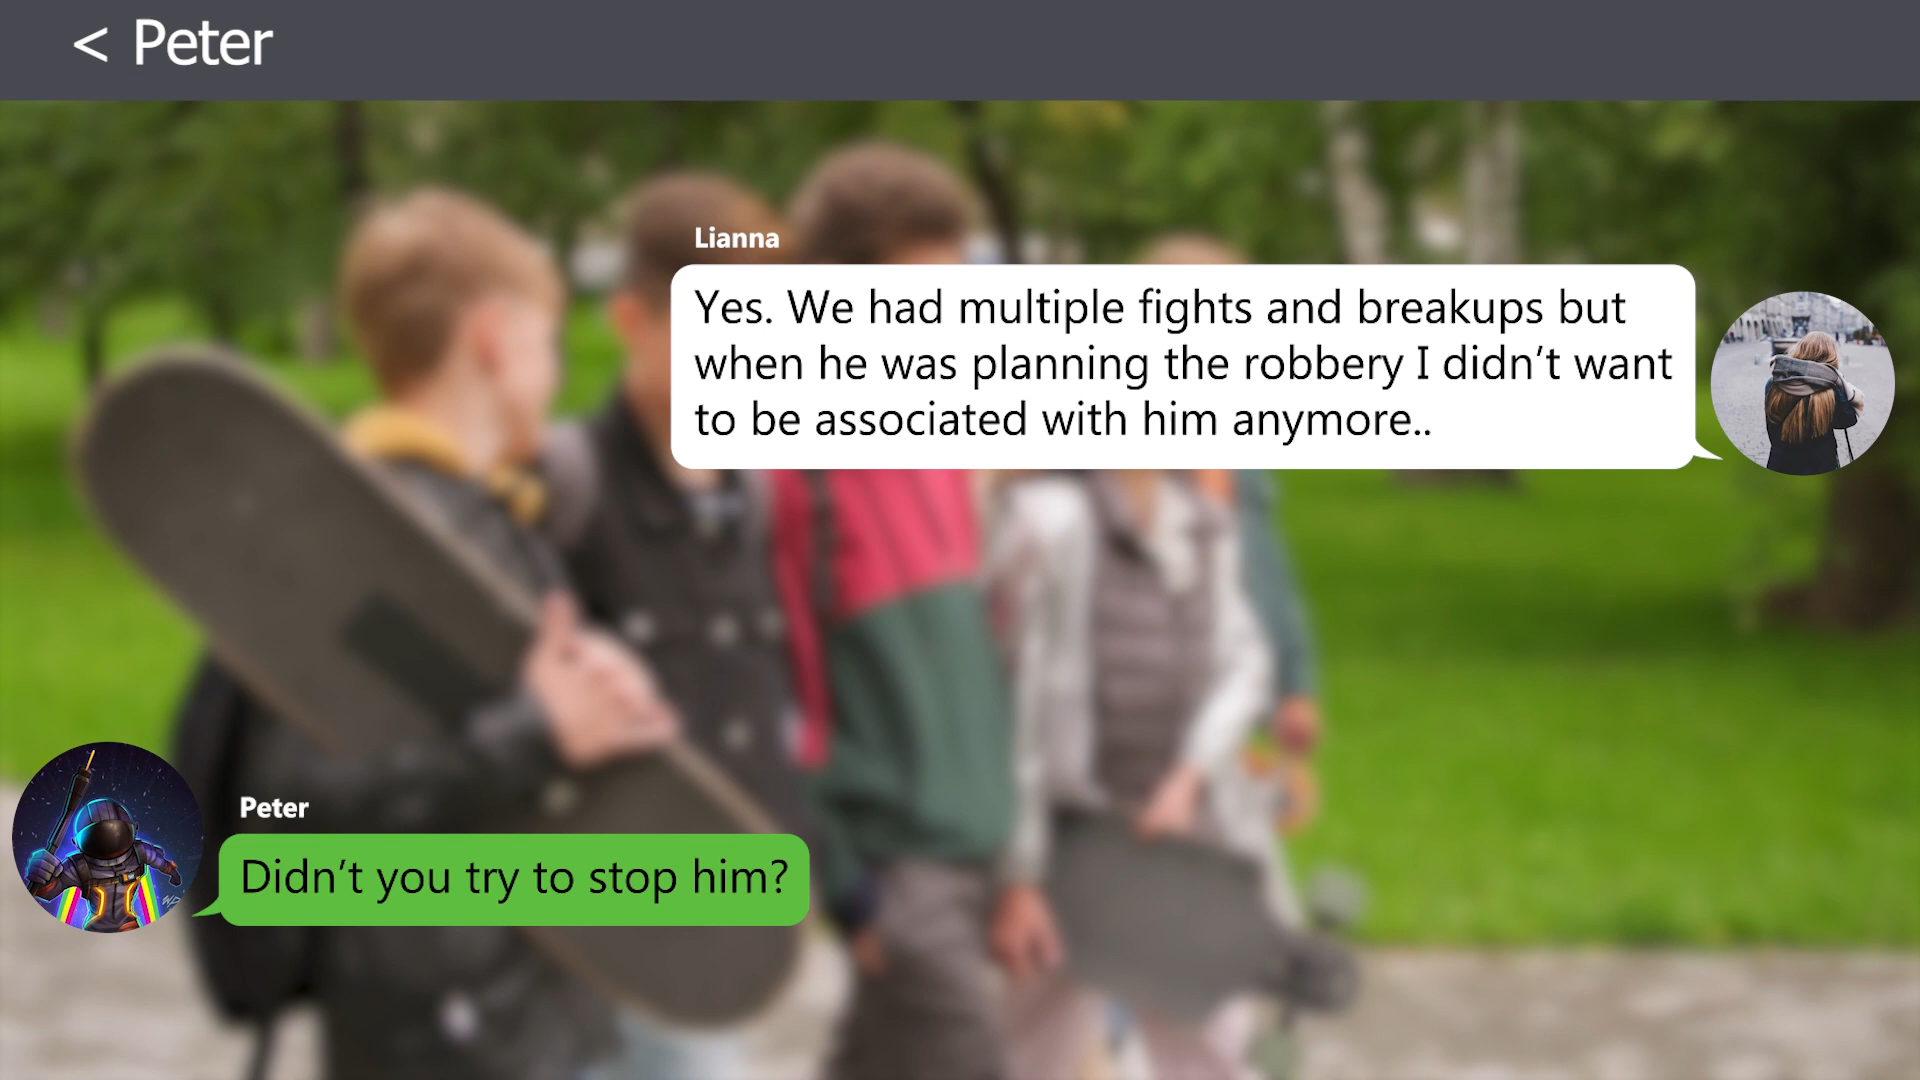 < Peter
Lianna
Yes. We had multiple fights and breakups but
when he was planning the robbery I didn't want
to be associated with him anymore..
Peter
Didn't you try to stop him?